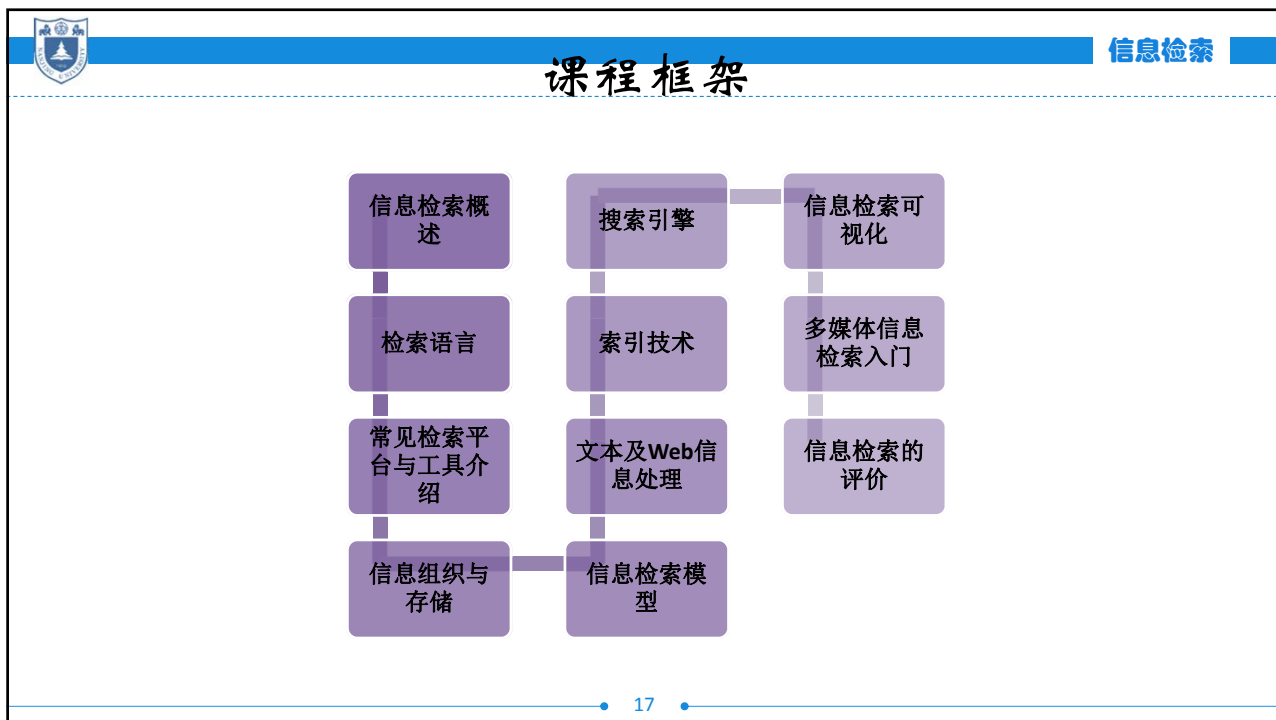 信息检索
课程框架
信息检索概
述
检索语言
常见检索平
台与工具介
绍
信息组织与
存储
信息检索模
型
文本及Web信
息处理
索引技术
搜索引擎
信息检索可
视化
多媒体信息
检索入门
信息检索的
评价
17